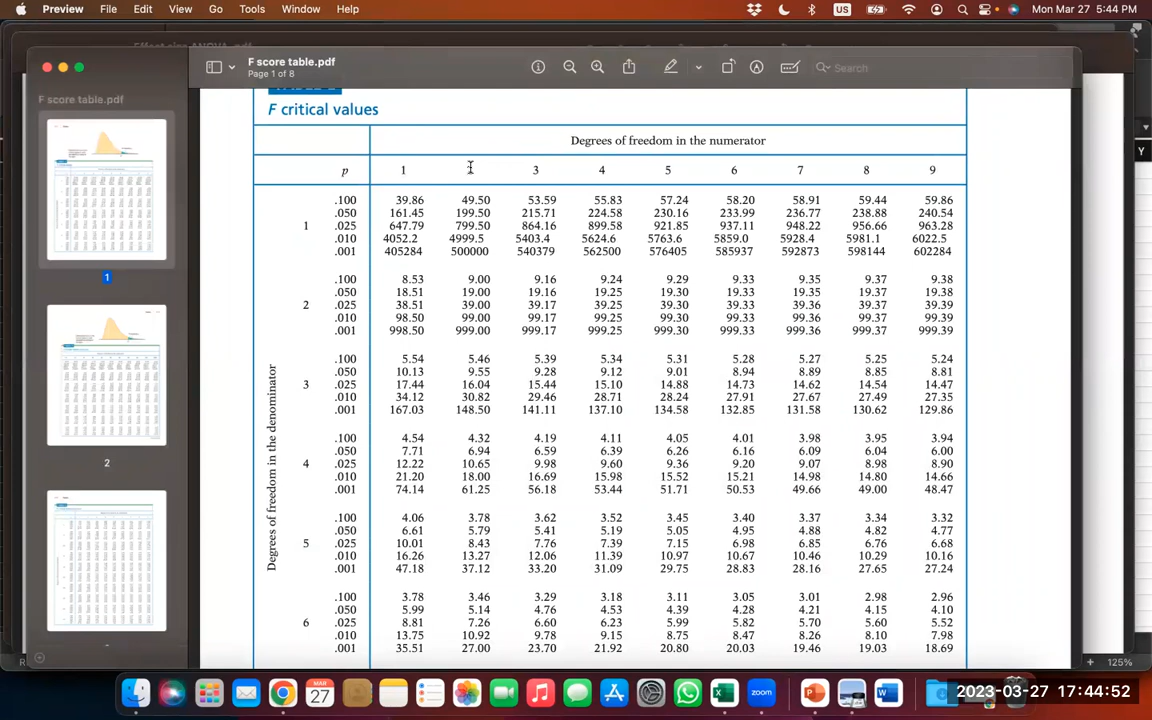 Preview File Edit View Go Tools Window Help US Mon Mar 27 5:44 PM
F score table.pdf
Page 1 of 8
Search
F score table.pdf
1
2
F critical values
Degrees of freedom in the numerator
p 1 3 4 5 6 7 8 9
Degrees of freedom in the denominator
.100 39.86 49.50 53.59 55.83 57.24 58.20 58.91 59.44 59.86
.050 161.45 199.50 215.71 224.58 230.16 233.99 236.77 238.88 240.54
1 .025 647.79 799.50 864.16 899.58 921.85 937.11 948.22 956.66 963.28
.010 4052.2 4999.5 5403.4 5624.6 5763.6 5859.0 5928.4 5981.1 6022.5
.001 405284 500000 540379 562500 576405 585937 592873 598144 602284
.100 8.53 9.00 9.16 9.24 9.29 9.33 9.35 9.37 9.38
.050 18.51 19.00 19.16 19.25 19.30 19.33 19.35 19.37 19.38
2 .025 38.51 39.00 39.17 39.25 39.30 39.33 39.36 39.37 39.39
.010 98.50 99.00 99.17 99.25 99.30 99.33 99.36 99.37 99.39
.001 998.50 999.00 999.17 999.25 999.30 999.33 999.36 999.37 999.39
.100 5.54 5.46 5.39 5.34 5.31 5.28 5.27 5.25 5.24
.050 10.13 9.55 9.28 9.12 9.01 8.94 8.89 8.85 8.81
3 .025 17.44 16.04 15.44 15.10 14.88 14.73 14.62 14.54 14.47
.010 34.12 30.82 29.46 28.71 28.24 27.91 27.67 27.49 27.35
.001 167.03 148.50 141.11 137.10 134.58 132.85 131.58 130.62 129.86
.100 4.54 4.32 4.19 4.11 4.05 4.01 3.98 3.95 3.94
.050 7.71 6.94 6.59 6.39 6.26 6.16 6.09 6.04 6.00
4 .025 12.22 10.65 9.98 9.60 9.36 9.20 9.07 8.98 8.90
.010 21.20 18.00 16.69 15.98 15.52 15.21 14.98 14.80 14.66
.001 74.14 61.25 56.18 53.44 51.71 50.53 49.66 49.00 48.47
.100 4.06 3.78 3.62 3.52 3.45 3.40 3.37 3.34 3.32
.050 6.61 5.79 5.41 5.19 5.05 4.95 4.88 4.82 4.77
5 .025 10.01 8.43 7.76 7.39 7.15 6.98 6.85 6.76 6.68
.010 16.26 13.27 12.06 11.39 10.97 10.67 10.46 10.29 10.16
.001 47.18 37.12 33.20 31.09 29.75 28.83 28.16 27.65 27.24
.100 3.78 3.46 3.29 3.18 3.11 3.05 3.01 2.98 2.96
.050 5.99 5.14 4.76 4.53 4.39 4.28 4.21 4.15 4.10
6 .025 8.81 7.26 6.60 6.23 5.99 5.82 5.70 5.60 5.52
.010 13.75 10.92 9.78 9.15 8.75 8.47 8.26 8.10 7.98
.001 35.51 27.00 23.70 21.92 20.80 20.03 19.46 19.03 18.69
Y
+ 125%
MAR 27 zoom
2023-03-27 17:44:52